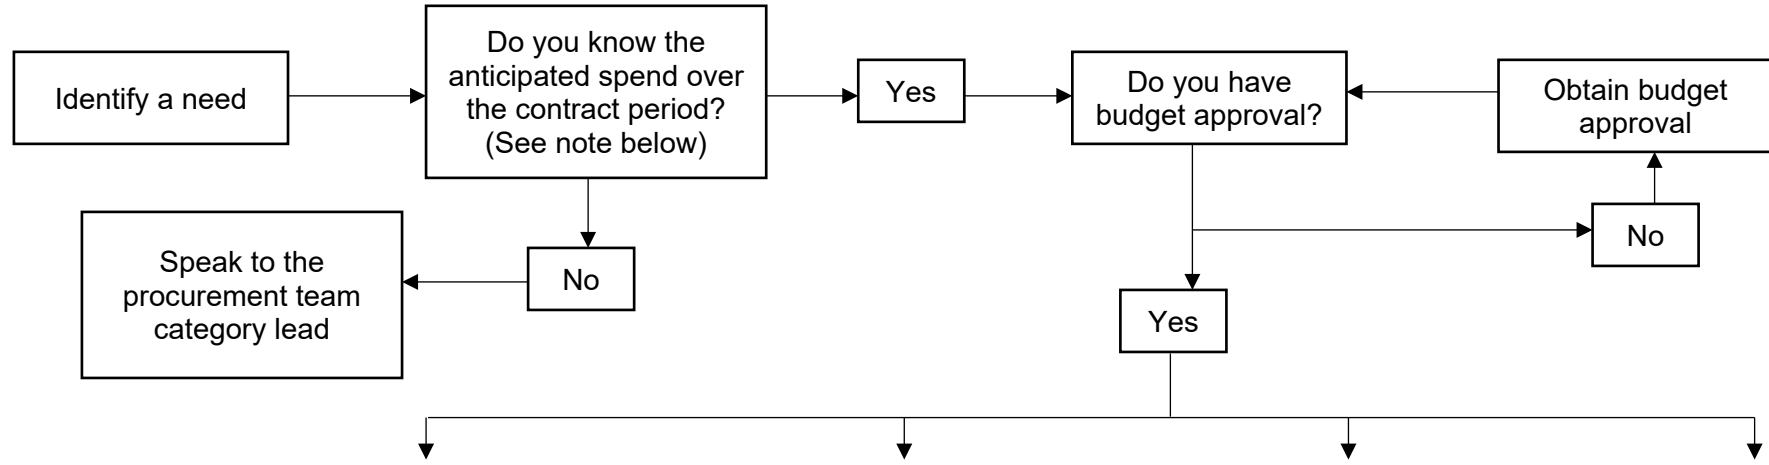 Identify a need
Do you know the
anticipated spend over
the contract period?
(See note below)
Yes
Do you have
budget approval?
Obtain budget
approval
No
Speak to the
procurement team
category lead
No
Yes